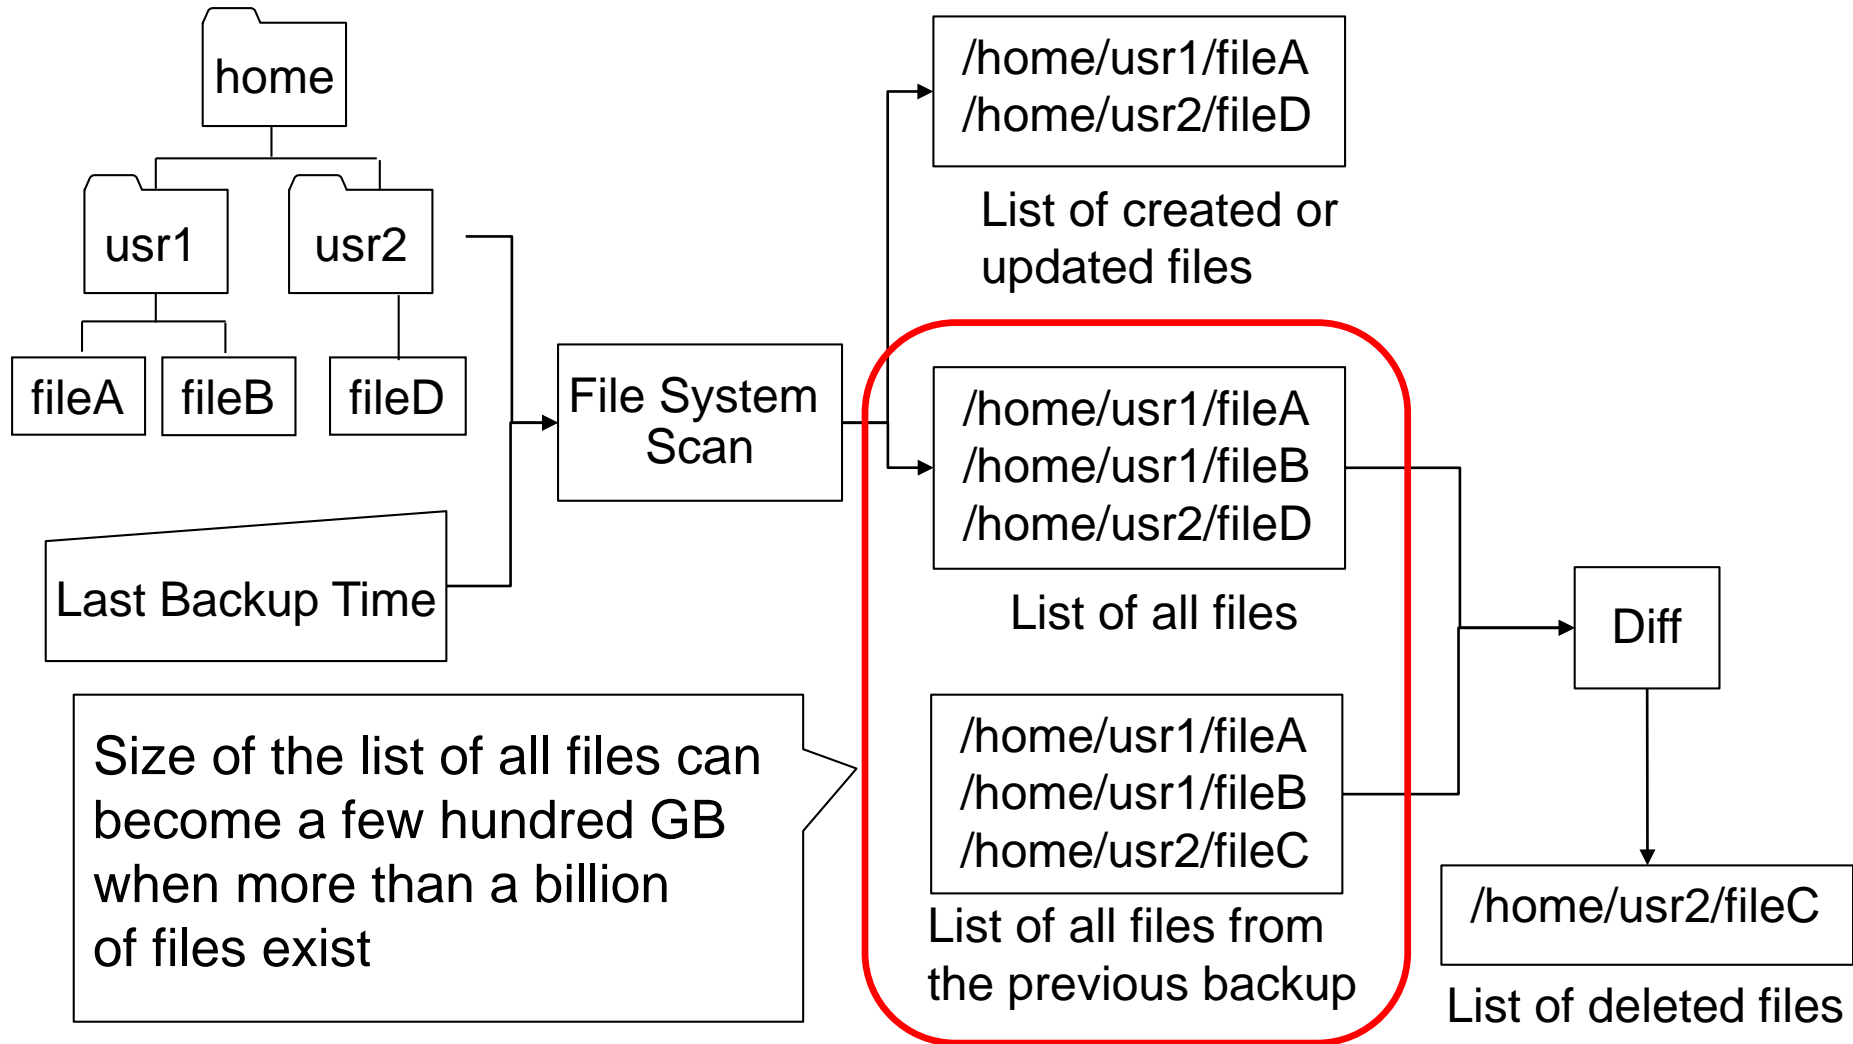 home
usr1
usr2
fileA
fileB
fileD
Last Backup Time
File System
Scan
/home/usr1/fileA
/home/usr2/fileD
List of created or
updated files
/home/usr1/fileA
/home/usr1/fileB
/home/usr2/fileD
List of all files
/home/usr1/fileA
/home/usr1/fileB
/home/usr2/fileC
List of all files from
the previous backup
Diff
/home/usr2/fileC
List of deleted files
Size of the list of all files can
become a few hundred GB
when more than a billion
of files exist